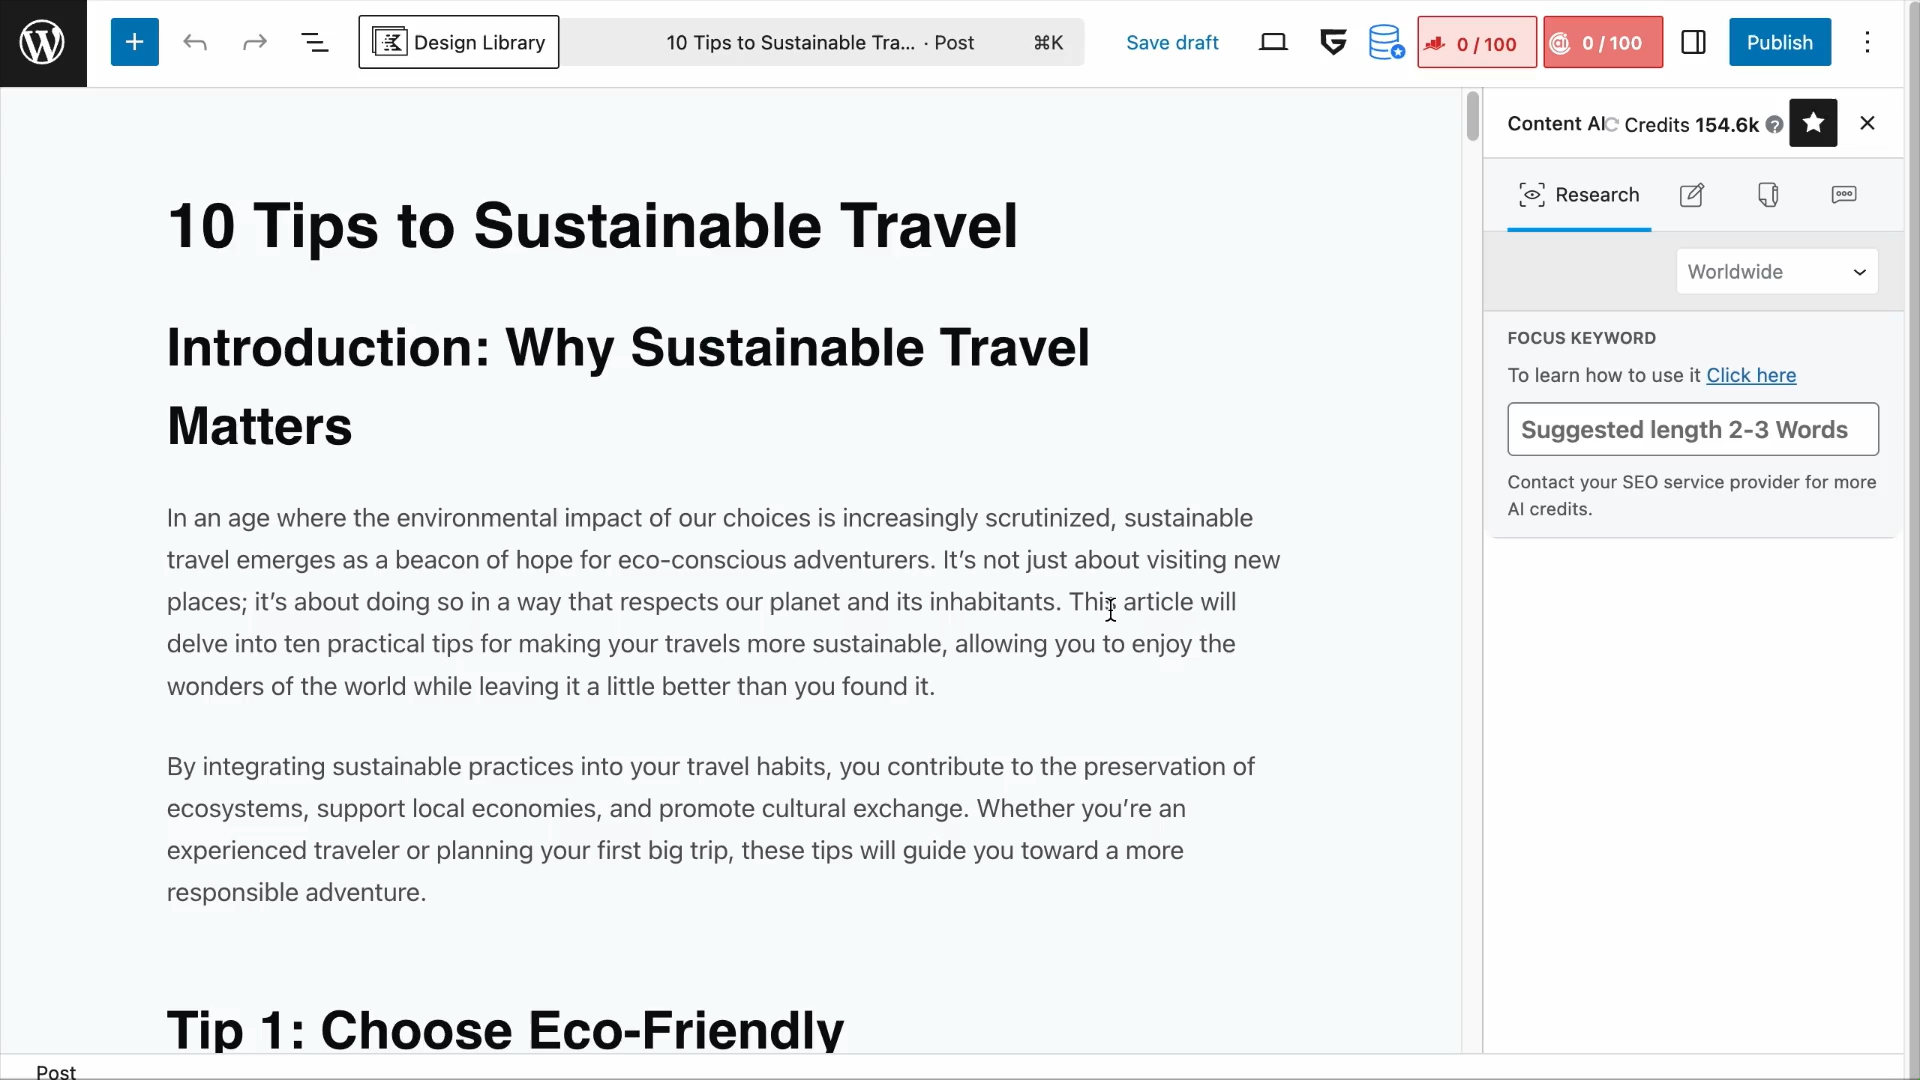 Design Library
10 Tips to Sustainable Tra... · Post
⌘K
Save draft
0 / 100
0 / 100
Publish
Content AI
Credits 154.6k
Research
Worldwide
FOCUS KEYWORD
To learn how to use it Click here
Suggested length 2-3 Words
Contact your SEO service provider for more
AI credits.
10 Tips to Sustainable Travel
Introduction: Why Sustainable Travel
Matters
In an age where the environmental impact of our choices is increasingly scrutinized, sustainable
travel emerges as a beacon of hope for eco-conscious adventurers. It’s not just about visiting new
places; it’s about doing so in a way that respects our planet and its inhabitants. This article will
delve into ten practical tips for making your travels more sustainable, allowing you to enjoy the
wonders of the world while leaving it a little better than you found it.
By integrating sustainable practices into your travel habits, you contribute to the preservation of
ecosystems, support local economies, and promote cultural exchange. Whether you’re an
experienced traveler or planning your first big trip, these tips will guide you toward a more
responsible adventure.
Tip 1: Choose Eco-Friendly
Post